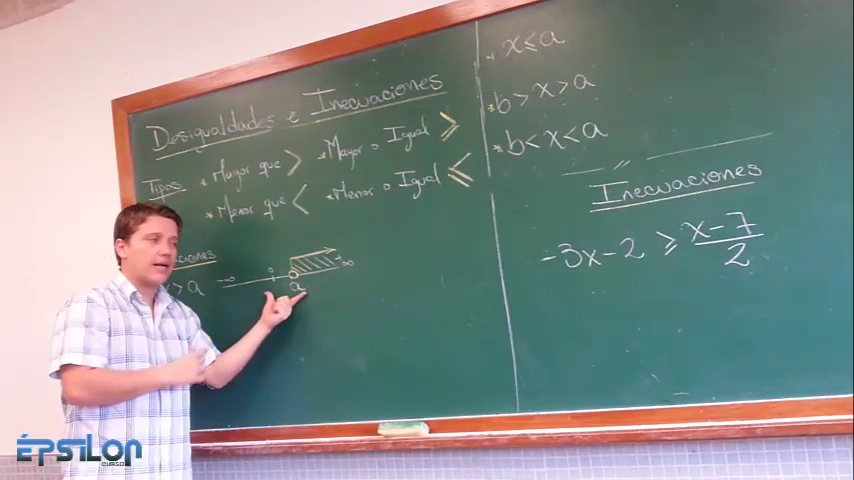 Desigualdades e Inecuaciones
Tipos * Mayor que > * Mayor o Igual ⩾
* Menor que < * Menor o Igual ⩽
x > a -∞ a +∞
* x ≤ a
* b > x > a
* b < x < a
Inecuaciones
-3x-2 ≥ x-7
2
ÉPSILON
CURSO